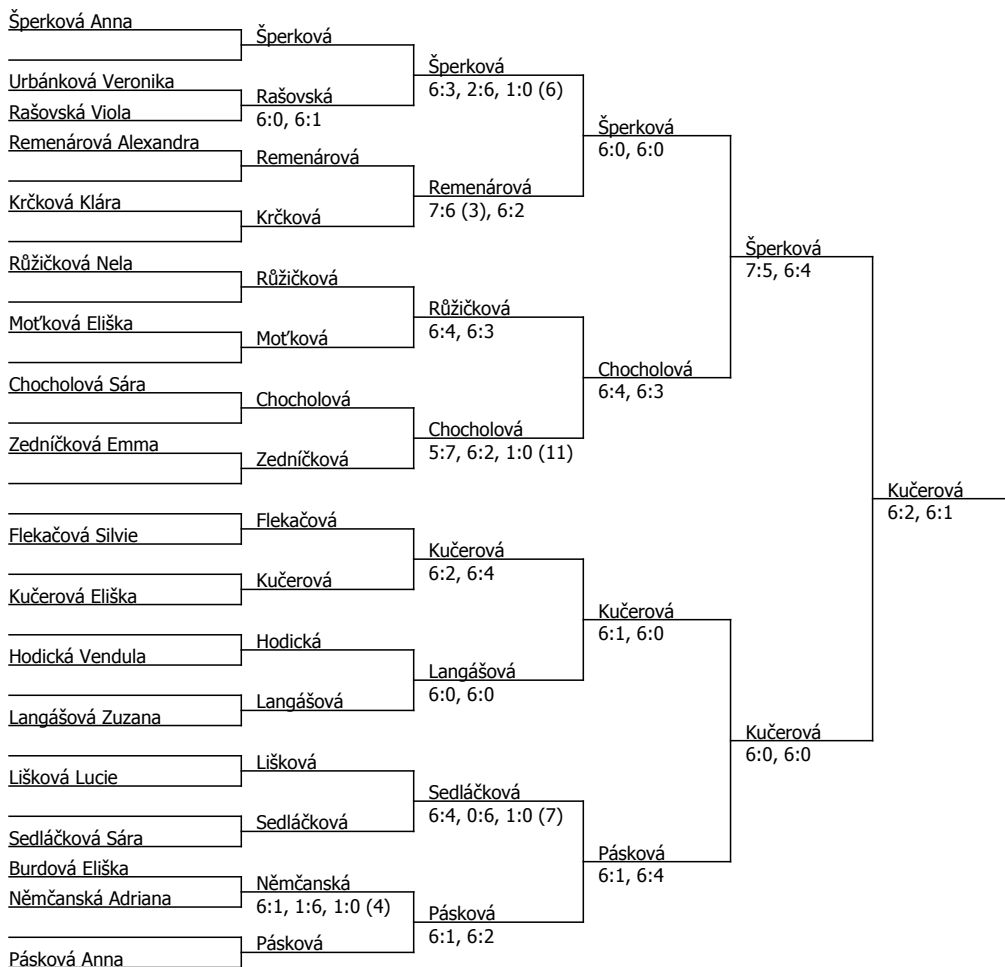 Šperková Anna
Urbánková Veronika
Rašovská Viola
Remenárová Alexandra
Krčková Klára
Růžičková Nela
Moťková Eliška
Chocholová Sára
Zedníčková Emma
Flekačová Silvie
Kučerová Eliška
Hodická Vendula
Langášová Zuzana
Lišková Lucie
Sedláčková Sára
Burdová Eliška
Němčanská Adriana
Pásková Anna
Šperková
Rašovská
6:0, 6:1
Remenárová
Krčková
Růžičková
Moťková
Chocholová
Zedníčková
Flekačová
Kučerová
Hodická
Langášová
Lišková
Sedláčková
Němčanská
6:1, 1:6, 1:0 (4)
Pásková
Šperková
6:3, 2:6, 1:0 (6)
Remenárová
7:6 (3), 6:2
Růžičková
6:4, 6:3
Chocholová
5:7, 6:2, 1:0 (11)
Kučerová
6:2, 6:4
Langášová
6:0, 6:0
Sedláčková
6:4, 0:6, 1:0 (7)
Pásková
6:1, 6:2
Šperková
6:0, 6:0
Chocholová
6:4, 6:3
Kučerová
6:1, 6:0
Pásková
6:1, 6:4
Šperková
7:5, 6:4
Kučerová
6:0, 6:0
Kučerová
6:2, 6:1